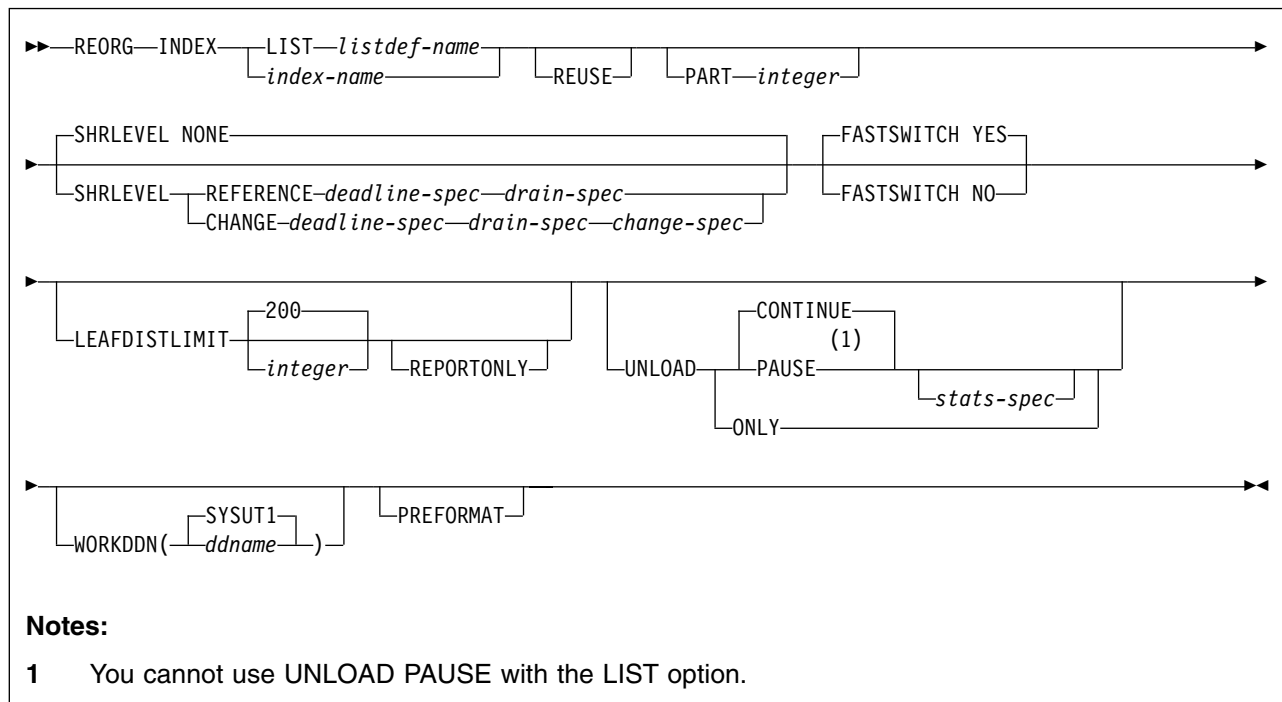 REORG INDEX LIST listdef-name
index-name REUSE PART integer
SHRLEVEL NONE FASTSWITCH YES
SHRLEVEL REFERENCE deadline-spec drain-spec FASTSWITCH NO
CHANGE deadline-spec drain-spec change-spec
200 CONTINUE
LEAFDISTLIMIT (1)
integer REPORTONLY UNLOAD PAUSE
stats-spec
ONLY
SYSUT1 PREFORMAT
WORKDDN( ddname )
Notes:
1 You cannot use UNLOAD PAUSE with the LIST option.